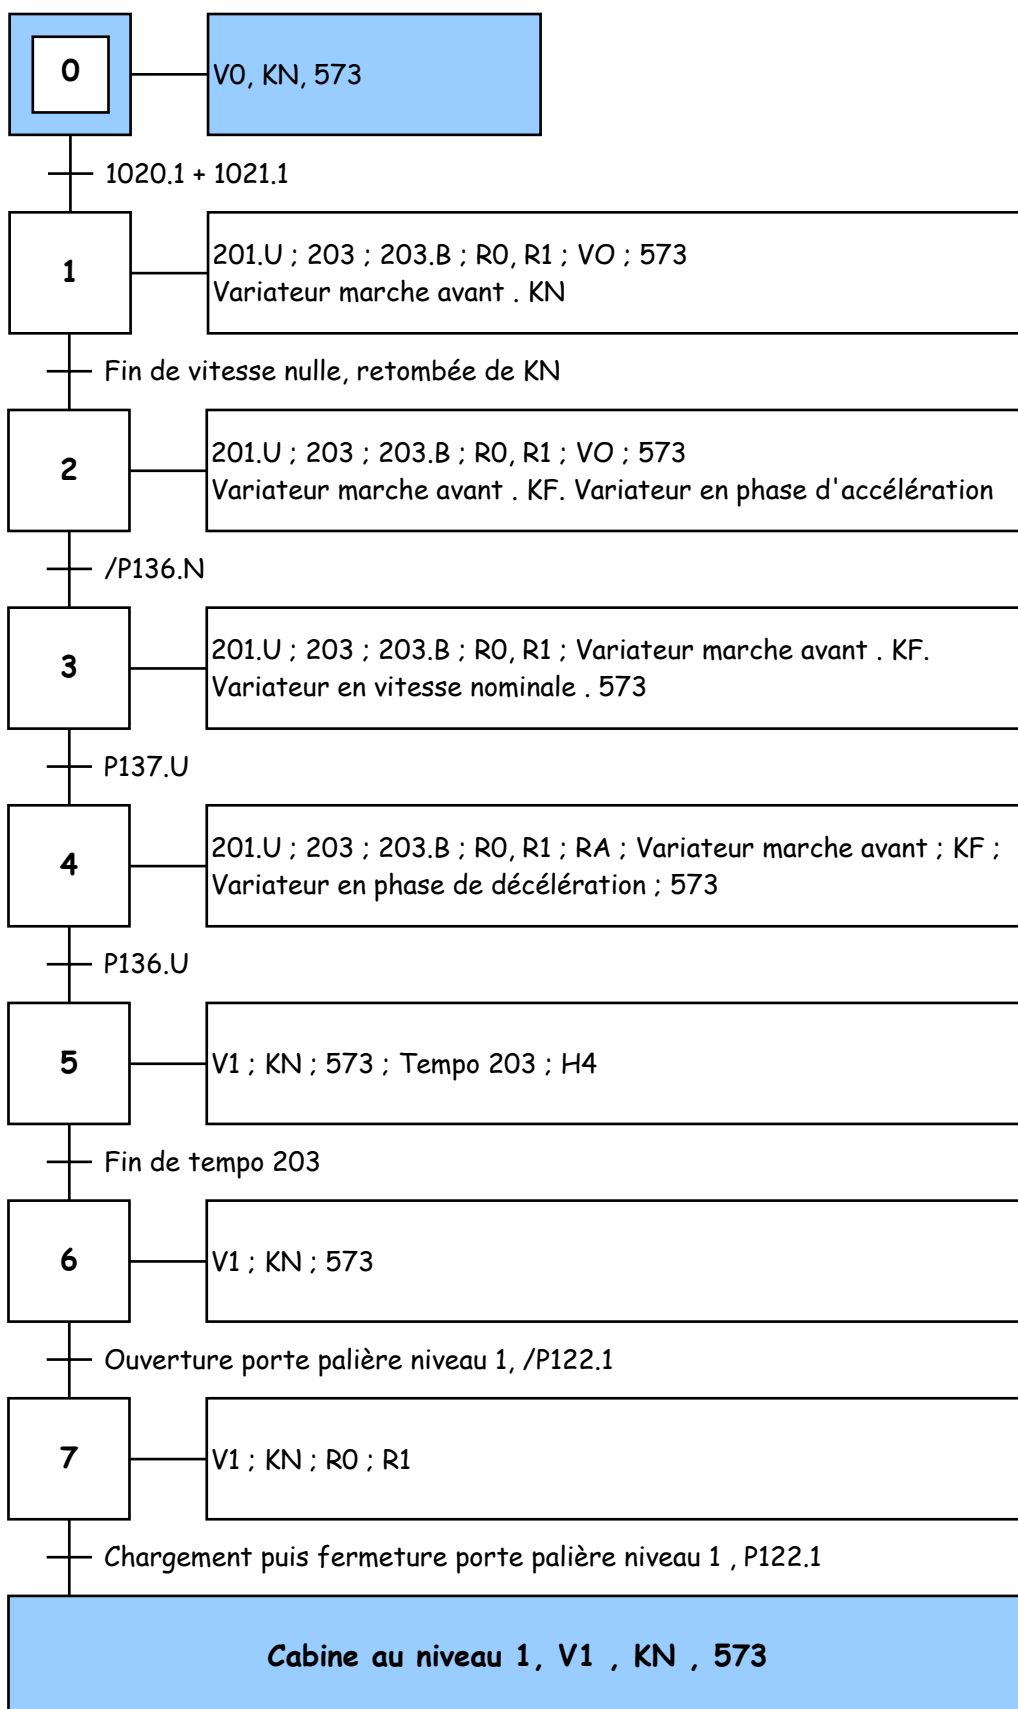 0
V0, KN, 573
1020.1 + 1021.1
1
201.U ; 203 ; 203.B ; R0, R1 ; VO ; 573
Variateur marche avant . KN
Fin de vitesse nulle, retombée de KN
2
201.U ; 203 ; 203.B ; R0, R1 ; VO ; 573
Variateur marche avant . KF. Variateur en phase d'accélération
/P136.N
3
201.U ; 203 ; 203.B ; R0, R1 ; Variateur marche avant . KF.
Variateur en vitesse nominale . 573
P137.U
4
201.U ; 203 ; 203.B ; R0, R1 ; RA ; Variateur marche avant ; KF ;
Variateur en phase de décélération ; 573
P136.U
5
V1 ; KN ; 573 ; Tempo 203 ; H4
Fin de tempo 203
6
V1 ; KN ; 573
Ouverture porte palière niveau 1, /P122.1
7
V1 ; KN ; R0 ; R1
Chargement puis fermeture porte palière niveau 1 , P122.1
Cabine au niveau 1, V1 , KN , 573